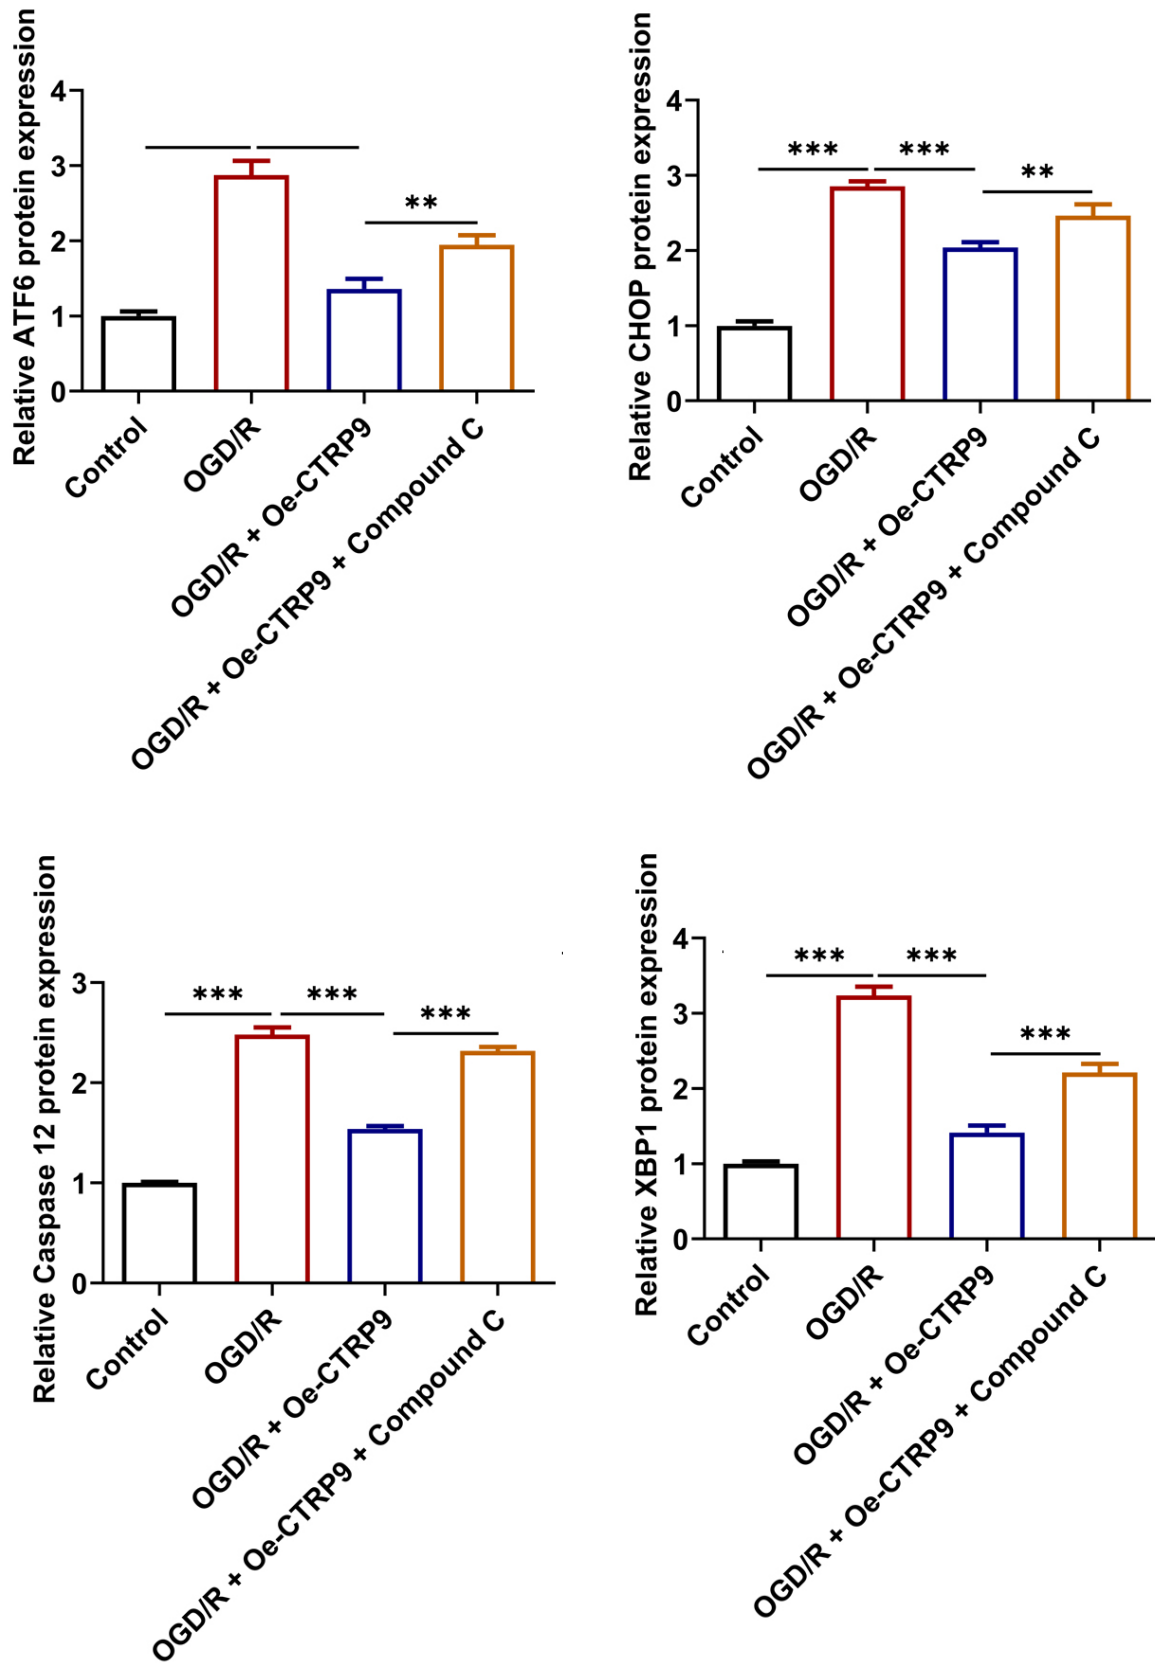 Relative ATF6 protein expression
4
3
2
1
0
**
Control
OGD/R
OGD/R + Oe-CTRP9
OGD/R + Oe-CTRP9 + Compound C
Relative CHOP protein expression
4
3
2
1
0
*** *** **
Control
OGD/R
OGD/R + Oe-CTRP9
OGD/R + Oe-CTRP9 + Compound C
Relative Caspase 12 protein expression
3
2
1
0
*** *** ***
Control
OGD/R
OGD/R + Oe-CTRP9
OGD/R + Oe-CTRP9 + Compound C
Relative XBP1 protein expression
4
3
2
1
0
*** ***
***
Control
OGD/R
OGD/R + Oe-CTRP9
OGD/R + Oe-CTRP9 + Compound C